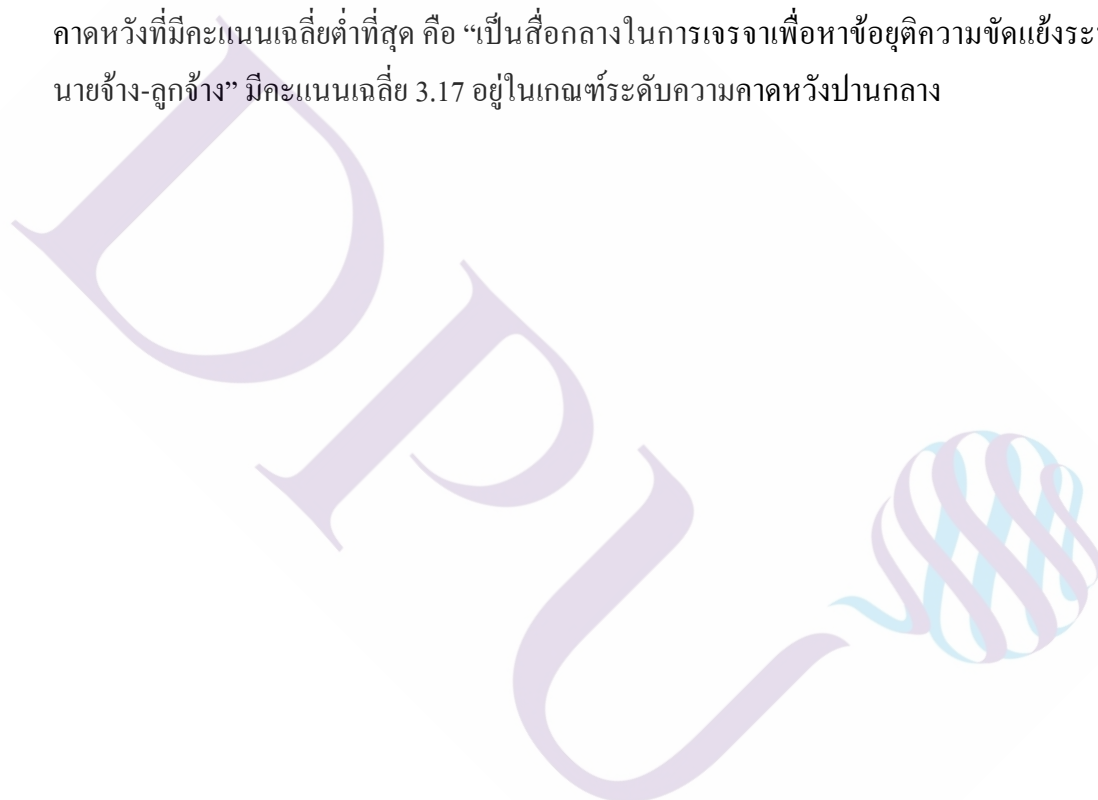 คาดหวังที่มีคะแนนเฉลี่ยต่ำที่สุด คือ “เป็นสื่อกลางในการเจรจาเพื่อหาข้อยุติความขัดแย้ง
นายจ้าง-ลูกจ้าง” มีคะแนนเฉลี่ย 3.17 อยู่ในเกณฑ์ระดับความคาดหวังปานกลาง
DPU